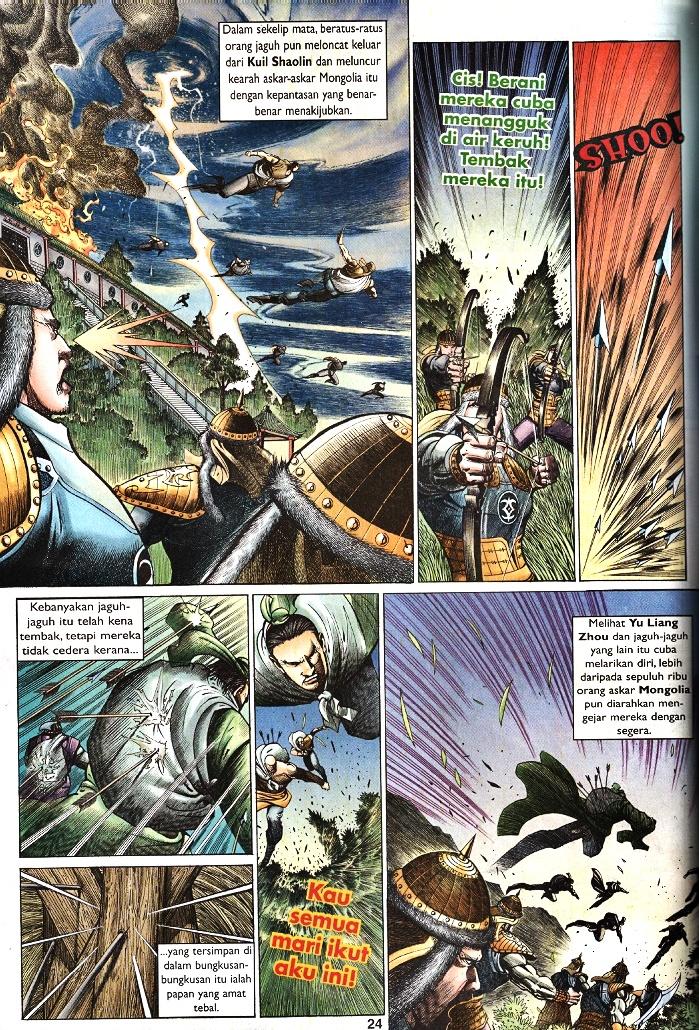 Dalam sekelip mata, beratus-ratus
orang jaguh pun meloncat keluar
dari Kuil Shaolin dan meluncur
kearah askar-askar Mongolia itu
dengan kepantasan yang benar-
benar menakijubkan.
Cis! Berani
mereka cuba
menangguk
di air keruh!
Tembak
mereka itu!
SHOO!
Kebanyakan jaguh-
jaguh itu telah kena
tembak, tetapi mereka
tidak cedera kerana...
...yang tersimpan di
dalam bungkusan-
bungkusan itu ialah
papan yang amat
tebal.
Kau
semua
mari ikut
aku ini!
Melihat Yu Liang
Zhou dan jaguh-jaguh
yang lain itu cuba
melarikan diri, lebih
daripada sepuluh ribu
orang askar Mongolia
pun diarahkan men-
gejar mereka dengan
segera.
24